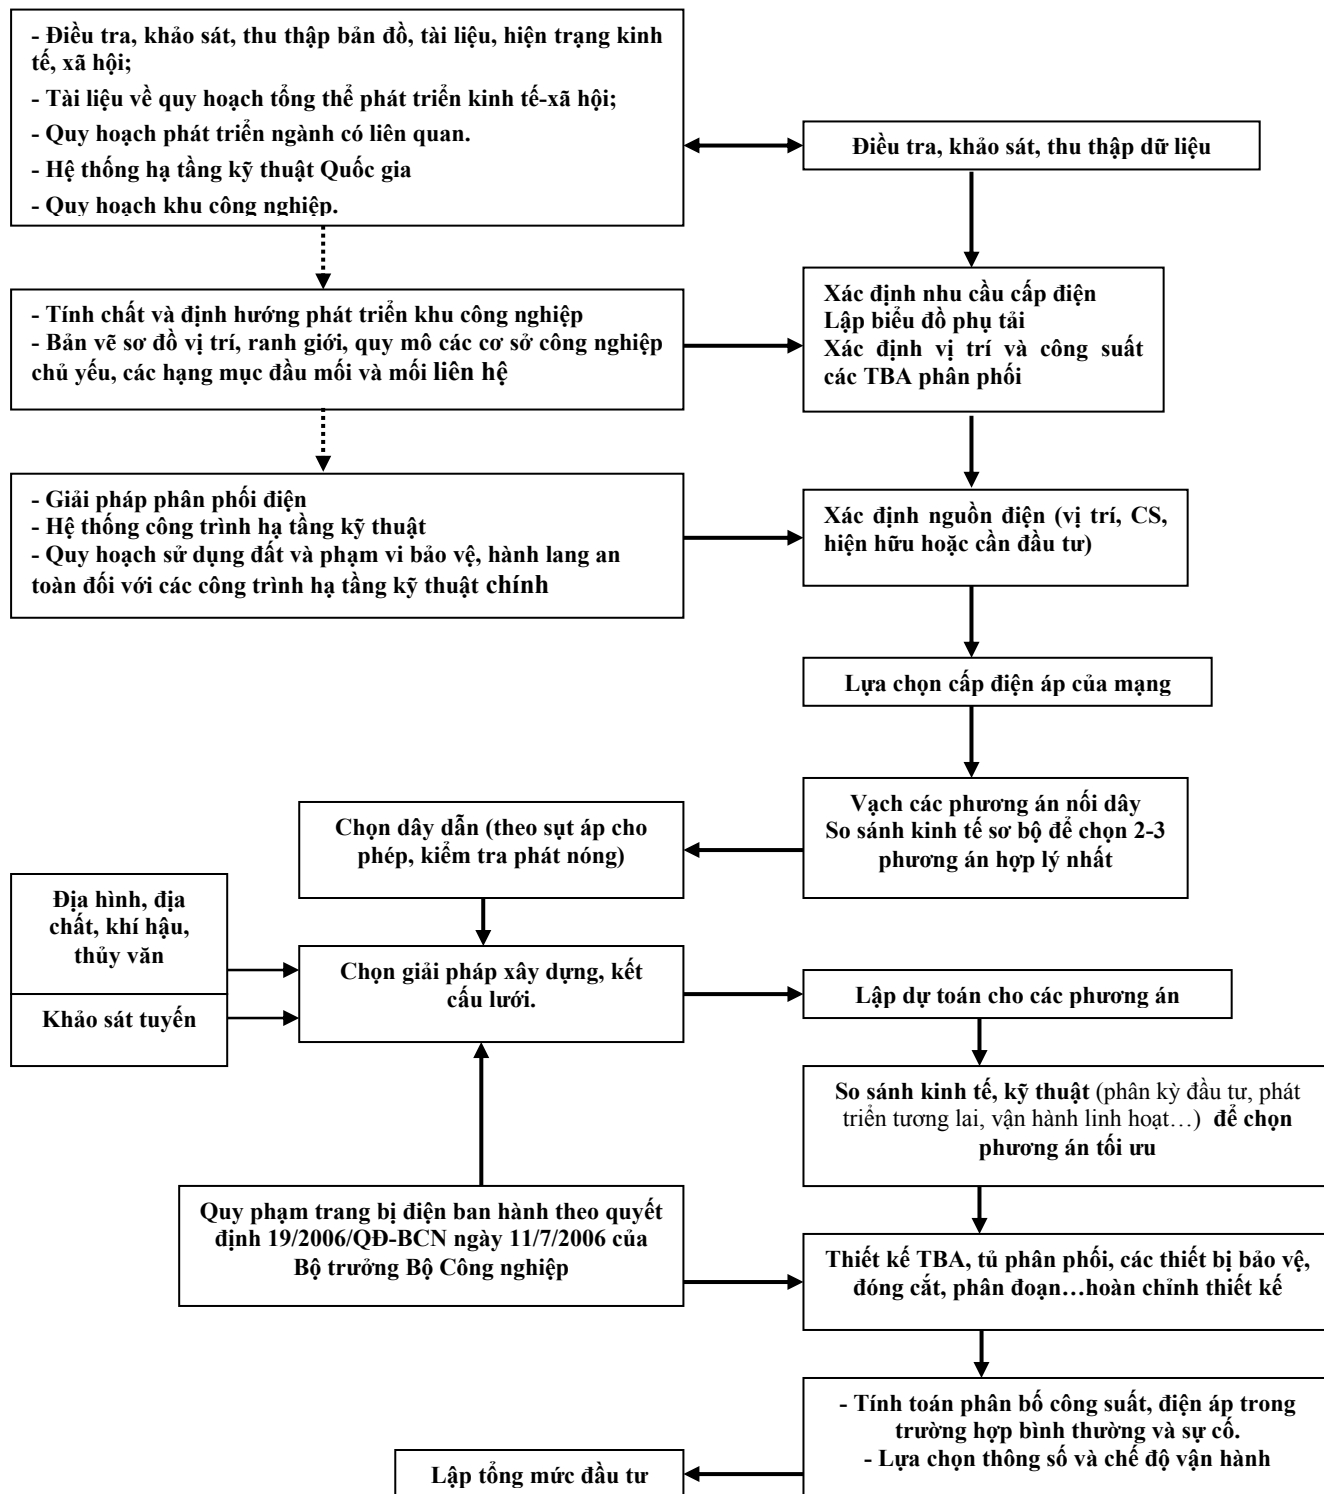 - Điều tra, khảo sát, thu thập bản đồ, tài liệu, hiện trạng kinh
tế, xã hội;
- Tài liệu về quy hoạch tổng thể phát triển kinh tế-xã hội;
- Quy hoạch phát triển ngành có liên quan.
- Hệ thống hạ tầng kỹ thuật Quốc gia
- Quy hoạch khu công nghiệp.
Điều tra, khảo sát, thu thập dữ liệu
- Tính chất và định hướng phát triển khu công nghiệp
- Bản vẽ sơ đồ vị trí, ranh giới, quy mô các cơ sở công nghiệp
chủ yếu, các hạng mục đầu mối và mối liên hệ
Xác định nhu cầu cấp điện
Lập biểu đồ phụ tải
Xác định vị trí và công suất
các TBA phân phối
- Giải pháp phân phối điện
- Hệ thống công trình hạ tầng kỹ thuật
- Quy hoạch sử dụng đất và phạm vi bảo vệ, hành lang an
toàn đối với các công trình hạ tầng kỹ thuật chính
Xác định nguồn điện (vị trí, CS,
hiện hữu hoặc cần đầu tư)
Lựa chọn cấp điện áp của mạng
Vạch các phương án nối dây
So sánh kinh tế sơ bộ để chọn 2-3
phương án hợp lý nhất
Chọn dây dẫn (theo sụt áp cho
phép, kiểm tra phát nóng)
Địa hình, địa
chất, khí hậu,
thủy văn
Khảo sát tuyến
Chọn giải pháp xây dựng, kết
cấu lưới.
Lập dự toán cho các phương án
So sánh kinh tế, kỹ thuật (phân kỳ đầu tư, phát
triển tương lai, vận hành linh hoạt…) để chọn
phương án tối ưu
Quy phạm trang bị điện ban hành theo quyết
định 19/2006/QĐ-BCN ngày 11/7/2006 của
Bộ trưởng Bộ Công nghiệp
Thiết kế TBA, tủ phân phối, các thiết bị bảo vệ,
đóng cắt, phân đoạn…hoàn chỉnh thiết kế
- Tính toán phân bố công suất, điện áp trong
trường hợp bình thường và sự cố.
- Lựa chọn thông số và chế độ vận hành
Lập tổng mức đầu tư